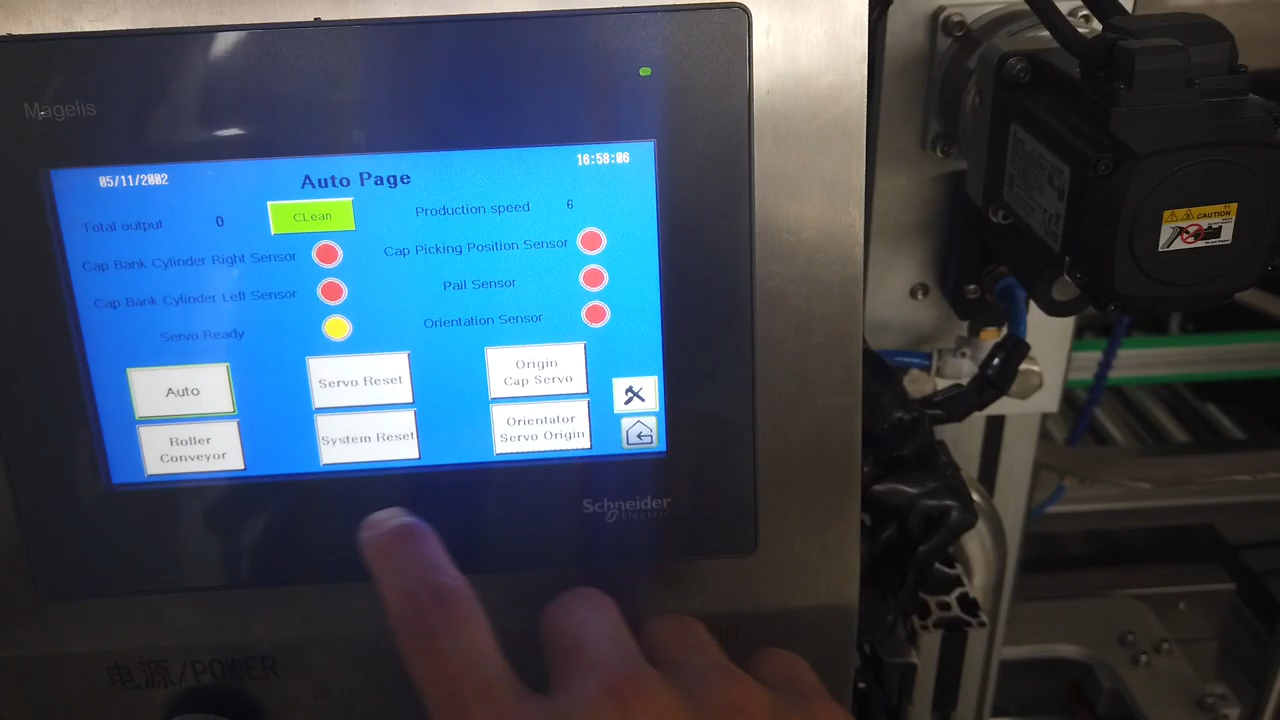 Magelis
05/11/2002
Auto Page
16:58:06
Total output 0
CLean
Production speed 6
Cap Bank Cylinder Right Sensor
Cap Picking Position Sensor
Cap Bank Cylinder Left Sensor
Pail Sensor
Servo Ready
Orientation Sensor
Auto
Servo Reset
Origin
Cap Servo
Roller
Conveyor
System Reset
Orientator
Servo Origin
Schneider
Electric
电源/POWER
CAUTION